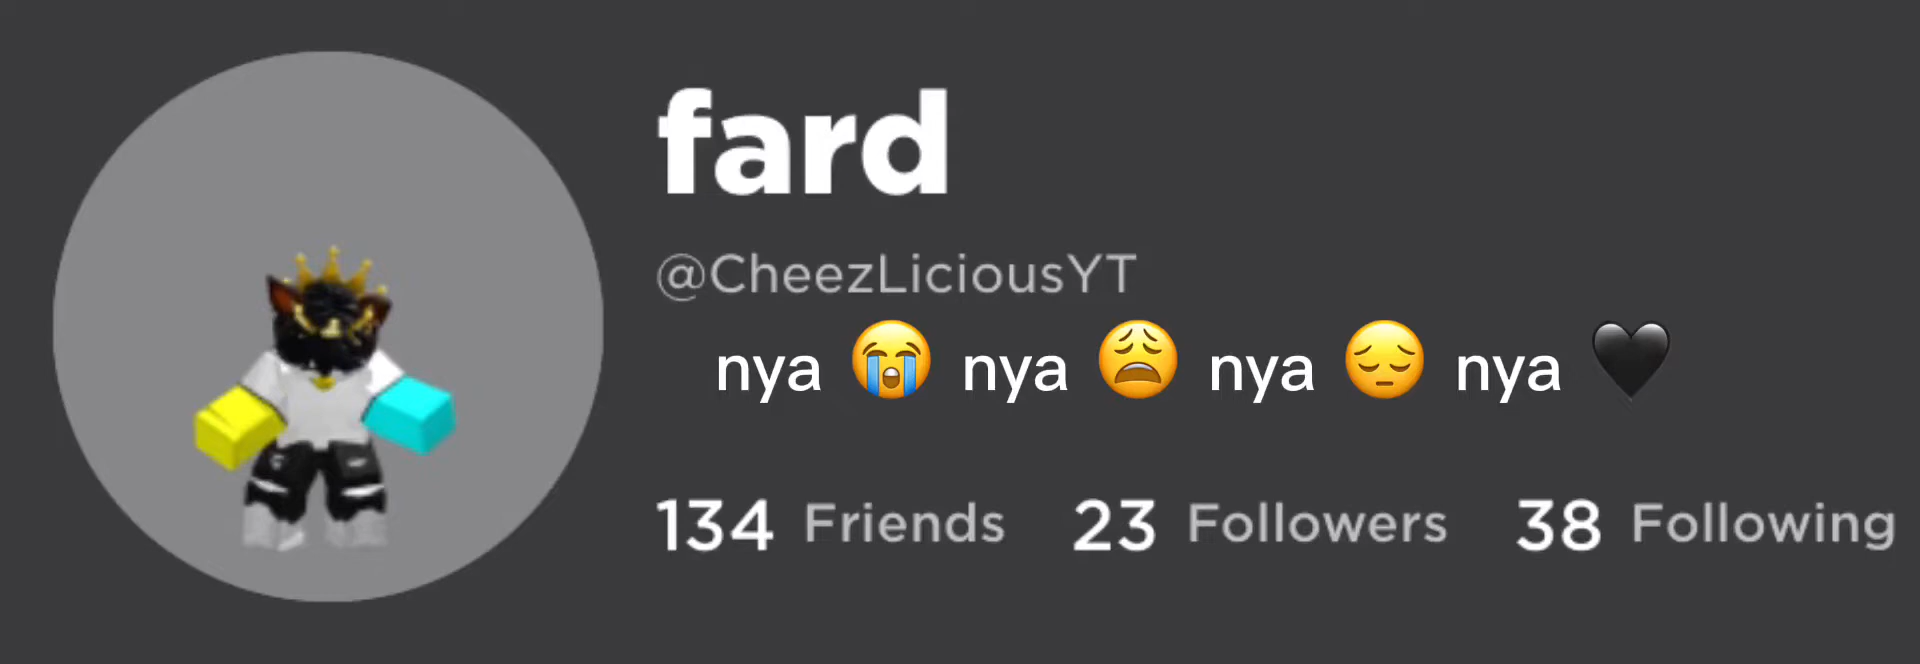 fard
@CheezLiciousYT
nya 😭 nya 😩 nya 😔 nya 🖤
134 Friends 23 Followers 38 Following